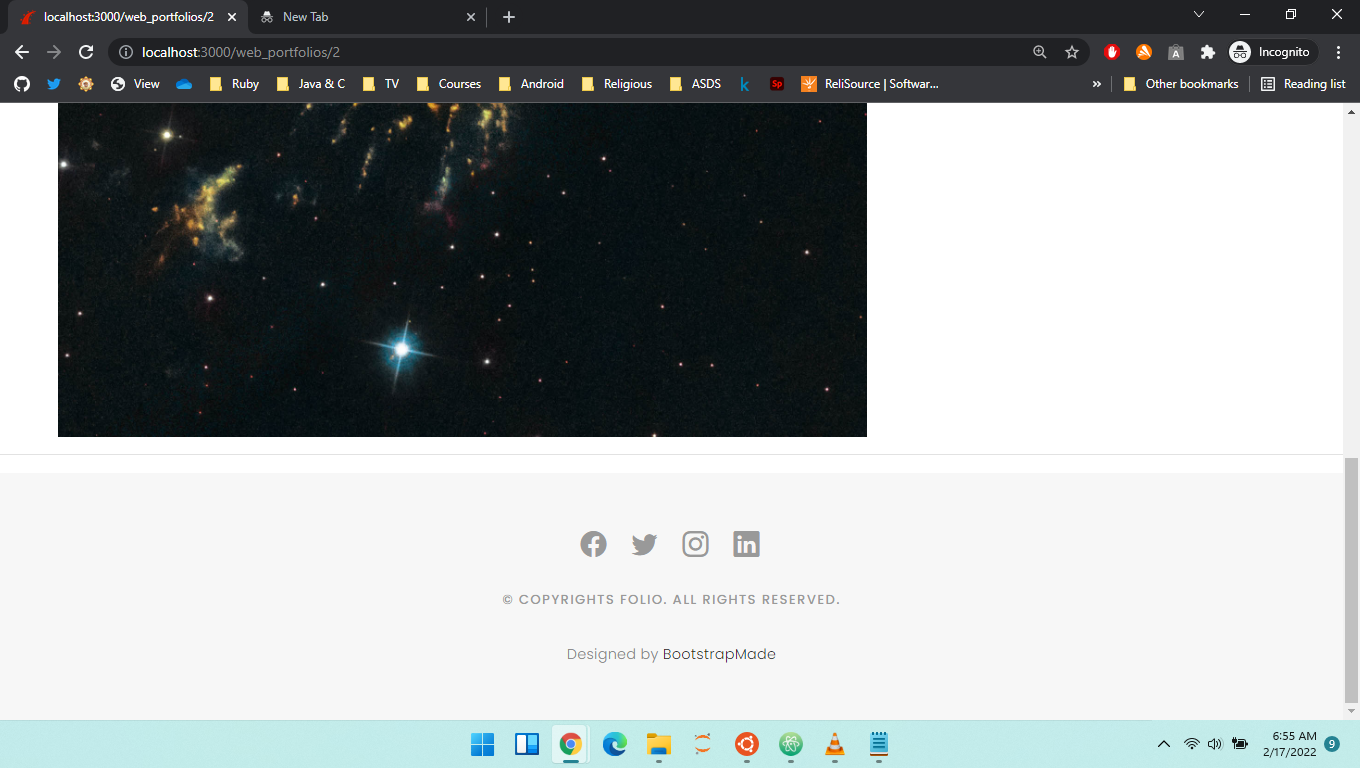 localhost:3000/web_portfolios/2
New Tab
localhost:3000/web_portfolios/2
Incognito
View
Ruby
Java & C
TV
Courses
Android
Religious
ASDS
k
Sp
ReliSource | Softwar...
»
Other bookmarks
Reading list
A
© COPYRIGHTS FOLIO. ALL RIGHTS RESERVED.
Designed by BootstrapMade
6:55 AM
2/17/2022
9